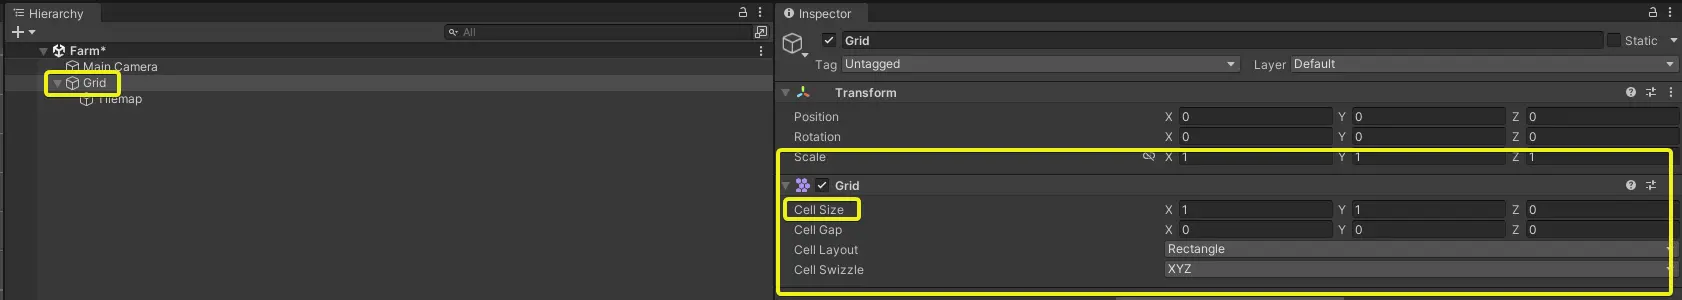 Hierarchy
All
Farm*
Main Camera
Grid
Tilemap
Inspector
Grid
Static
Tag Untagged Layer Default
Transform
Position X 0 Y 0 Z 0
Rotation X 0 Y 0 Z 0
Scale X 1 Y 1 Z 1
Grid
Cell Size X 1 Y 1 Z 0
Cell Gap X 0 Y 0 Z 0
Cell Layout Rectangle
Cell Swizzle XYZ